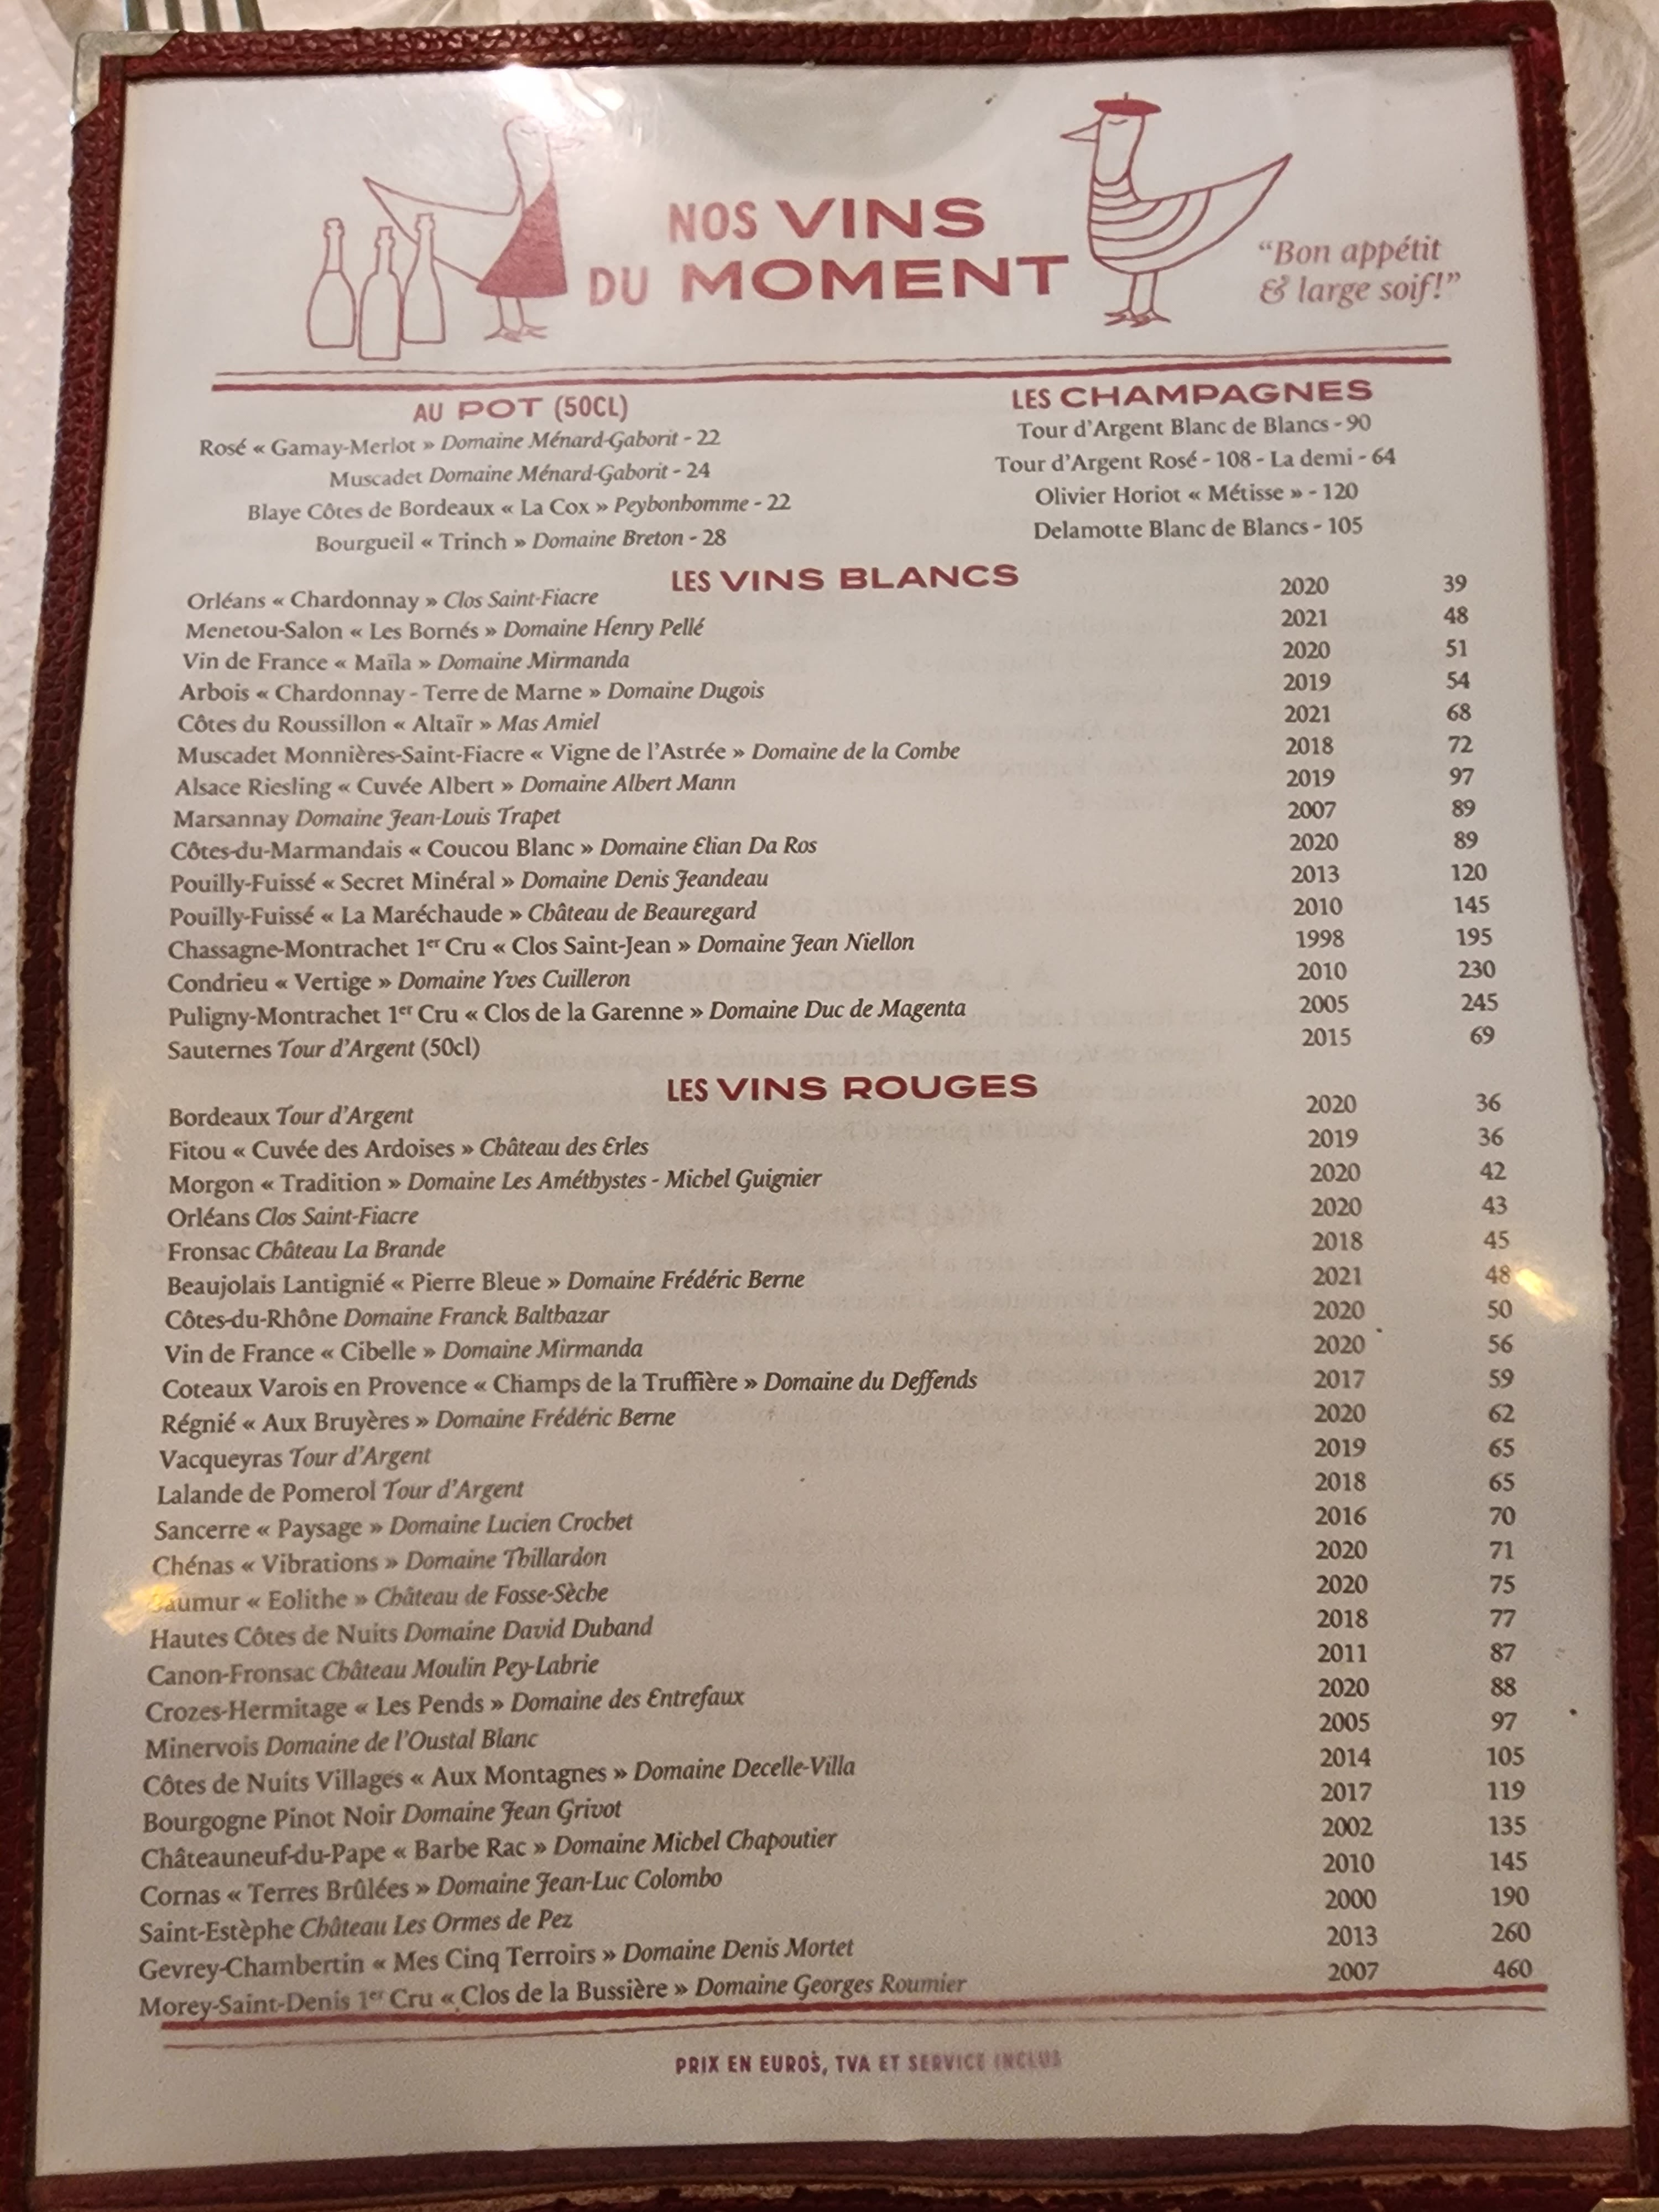 NOS VINS
DU MOMENT
“Bon appétit
& large soif!”
AU POT (50CL)
Rosé « Gamay-Merlot » Domaine Ménard-Gaborit - 22
Muscadet Domaine Ménard-Gaborit - 24
Blaye Côtes de Bordeaux « La Cox » Peybonhomme - 22
Bourgueil « Trinch » Domaine Breton - 28
LES CHAMPAGNES
Tour d’Argent Blanc de Blancs - 90
Tour d’Argent Rosé - 108 - La demi - 64
Olivier Horiot « Métisse » - 120
Delamotte Blanc de Blancs - 105
LES VINS BLANCS
Orléans « Chardonnay » Clos Saint-Fiacre 2020 39
Menetou-Salon « Les Bornés » Domaine Henry Pellé 2021 48
Vin de France « Maïla » Domaine Mirmanda 2020 51
Arbois « Chardonnay - Terre de Marne » Domaine Dugois 2019 54
Côtes du Roussillon « Altaïr » Mas Amiel 2021 68
Muscadet Monnières-Saint-Fiacre « Vigne de l’Astrée » Domaine de la Combe 2018 72
Alsace Riesling « Cuvée Albert » Domaine Albert Mann 2019 97
Marsannay Domaine Jean-Louis Trapet 2007 89
Côtes-du-Marmandais « Coucou Blanc » Domaine Elian Da Ros 2020 89
Pouilly-Fuissé « Secret Minéral » Domaine Denis Jeandeau 2013 120
Pouilly-Fuissé « La Maréchaude » Château de Beauregard 2010 145
Chassagne-Montrachet 1er Cru « Clos Saint-Jean » Domaine Jean Niellon 1998 195
Condrieu « Vertige » Domaine Yves Cuilleron 2010 230
Puligny-Montrachet 1er Cru « Clos de la Garenne » Domaine Duc de Magenta 2005 245
Sauternes Tour d’Argent (50cl) 2015 69
LES VINS ROUGES
Bordeaux Tour d’Argent 2020 36
Fitou « Cuvée des Ardoises » Château des Erles 2019 36
Morgon « Tradition » Domaine Les Améthystes - Michel Guignier 2020 42
Orléans Clos Saint-Fiacre 2020 43
Fronsac Château La Brande 2018 45
Beaujolais Lantignié « Pierre Bleue » Domaine Frédéric Berne 2021 48
Côtes-du-Rhône Domaine Franck Balthazar 2020 50
Vin de France « Cibelle » Domaine Mirmanda 2020 56
Coteaux Varois en Provence « Champs de la Truffière » Domaine du Deffends 2017 59
Régnié « Aux Bruyères » Domaine Frédéric Berne 2020 62
Vacqueyras Tour d’Argent 2019 65
Lalande de Pomerol Tour d’Argent 2018 65
Sancerre « Paysage » Domaine Lucien Crochet 2016 70
Chénas « Vibrations » Domaine Thillardon 2020 71
Saumur « Eolithe » Château de Fosse-Sèche 2020 75
Hautes Côtes de Nuits Domaine David Duband 2018 77
Canon-Fronsac Château Moulin Pey-Labrie 2011 87
Crozes-Hermitage « Les Pends » Domaine des Entrefaux 2020 88
Minervois Domaine de l’Oustal Blanc 2005 97
Côtes de Nuits Villages « Aux Montagnes » Domaine Decelle-Villa 2014 105
Bourgogne Pinot Noir Domaine Jean Grivot 2017 119
Châteauneuf-du-Pape « Barbe Rac » Domaine Michel Chapoutier 2002 135
Cornas « Terres Brûlées » Domaine Jean-Luc Colombo 2010 145
Saint-Estèphe Château Les Ormes de Pez 2000 190
Gevrey-Chambertin « Mes Cinq Terroirs » Domaine Denis Mortet 2013 260
Morey-Saint-Denis 1er Cru « Clos de la Bussière » Domaine Georges Roumier 2007 460
PRIX EN EUROS, TVA ET SERVICE INCLUS